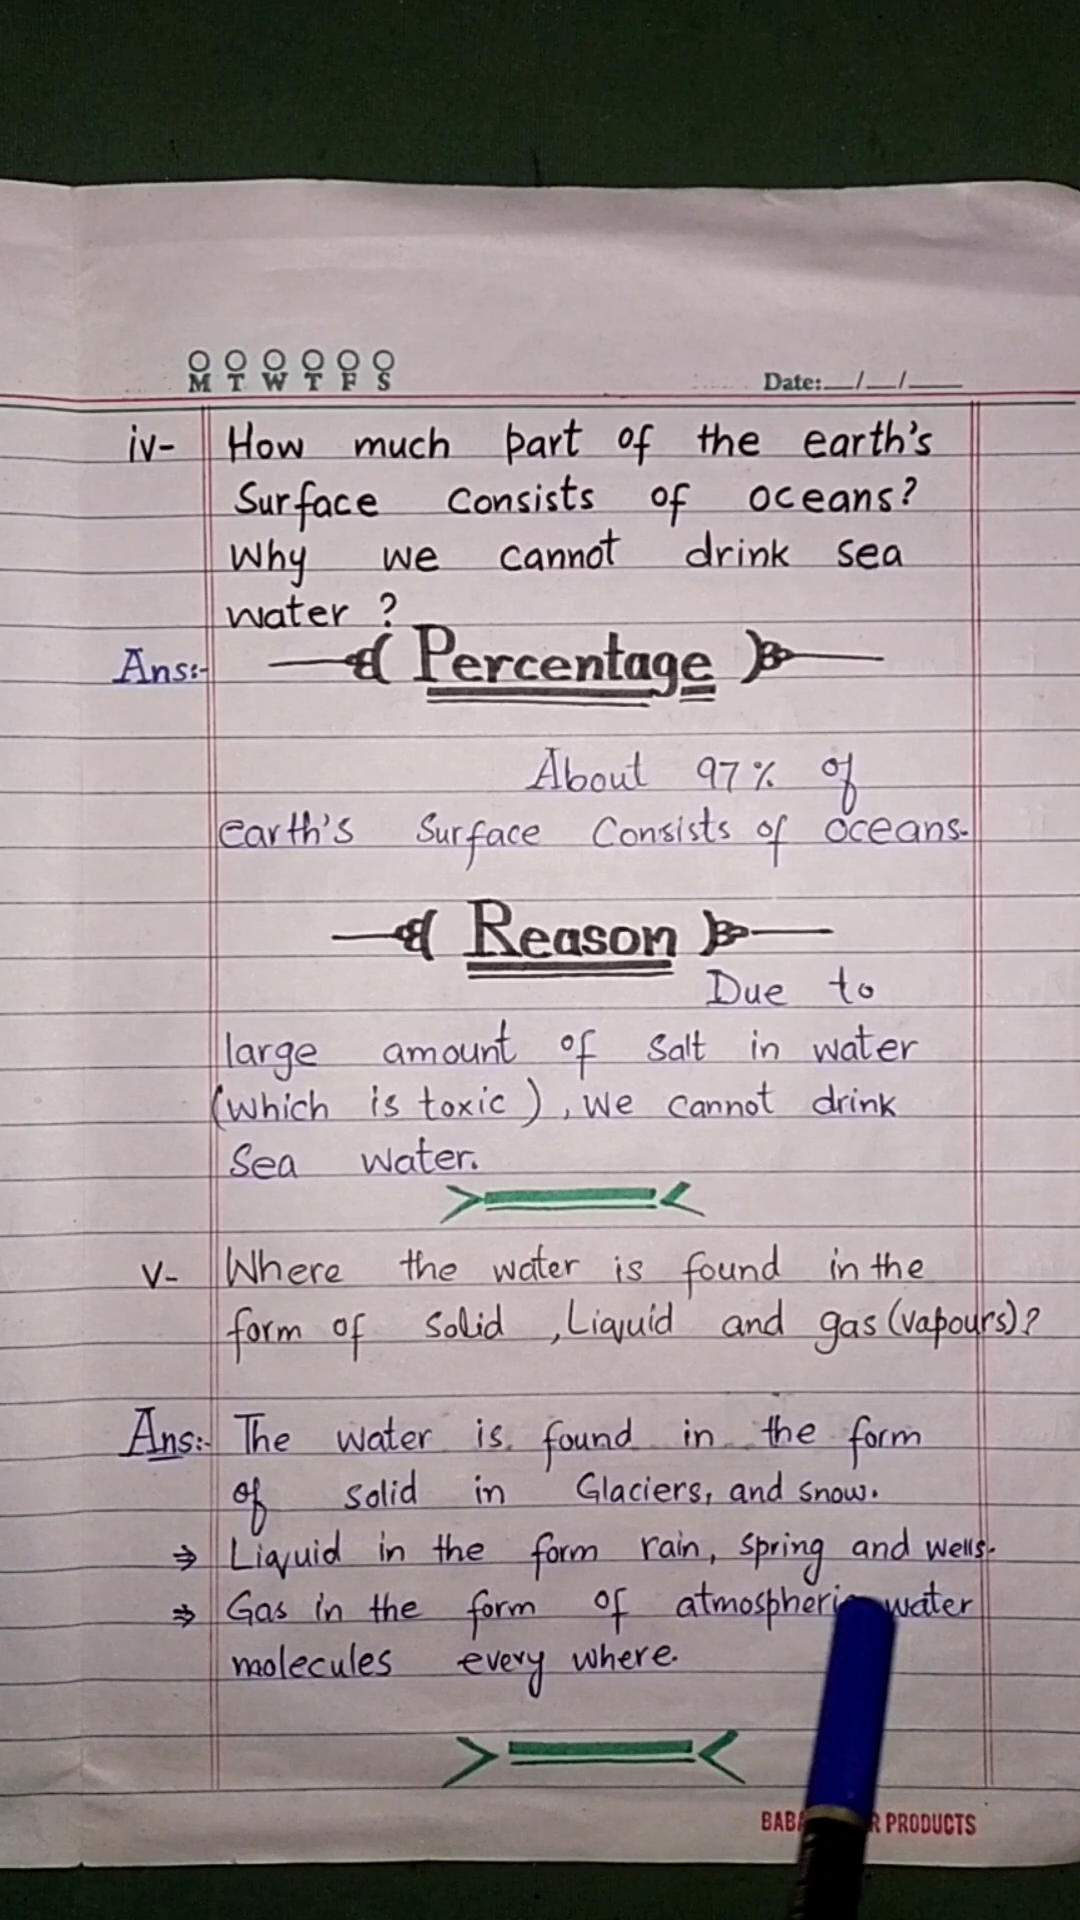 M T W T F S
Date:__/__/___
iv- How much part of the earth's
Surface consists of oceans?
Why we cannot drink sea
water ?
Ans:- Percentage
About 97% of
earth's Surface Consists of oceans.
Reason
Due to
large amount of salt in water
(which is toxic), we cannot drink
Sea water.
v- Where the water is found in the
form of solid ,Liquid and gas (vapours)?
Ans:- The water is found in the form
of solid in Glaciers, and snow.
⇒ Liquid in the form rain, spring and wells.
⇒ Gas in the form of atmospheric water
molecules every where.
PRODUCTS